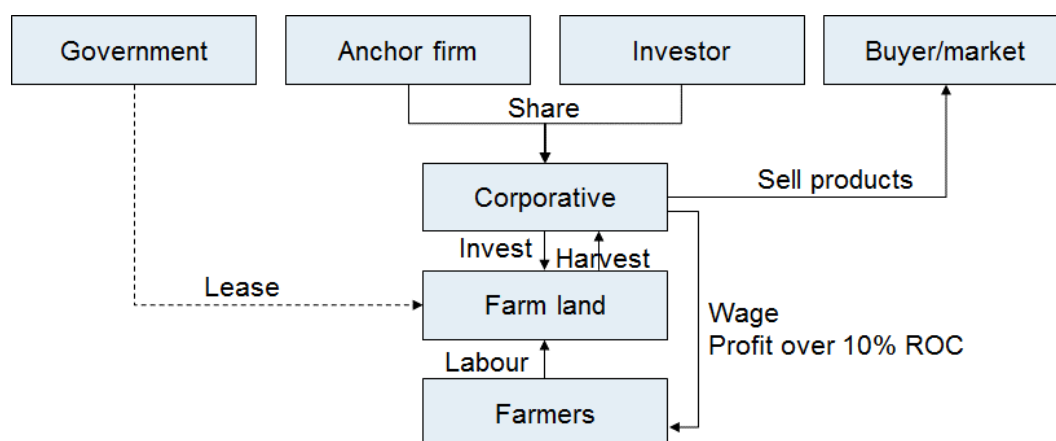 Government
Anchor firm
Investor
Buyer/market
Share
Corporative
Sell products
Invest
Harvest
Lease
Farm land
Wage
Profit over 10% ROC
Labour
Farmers